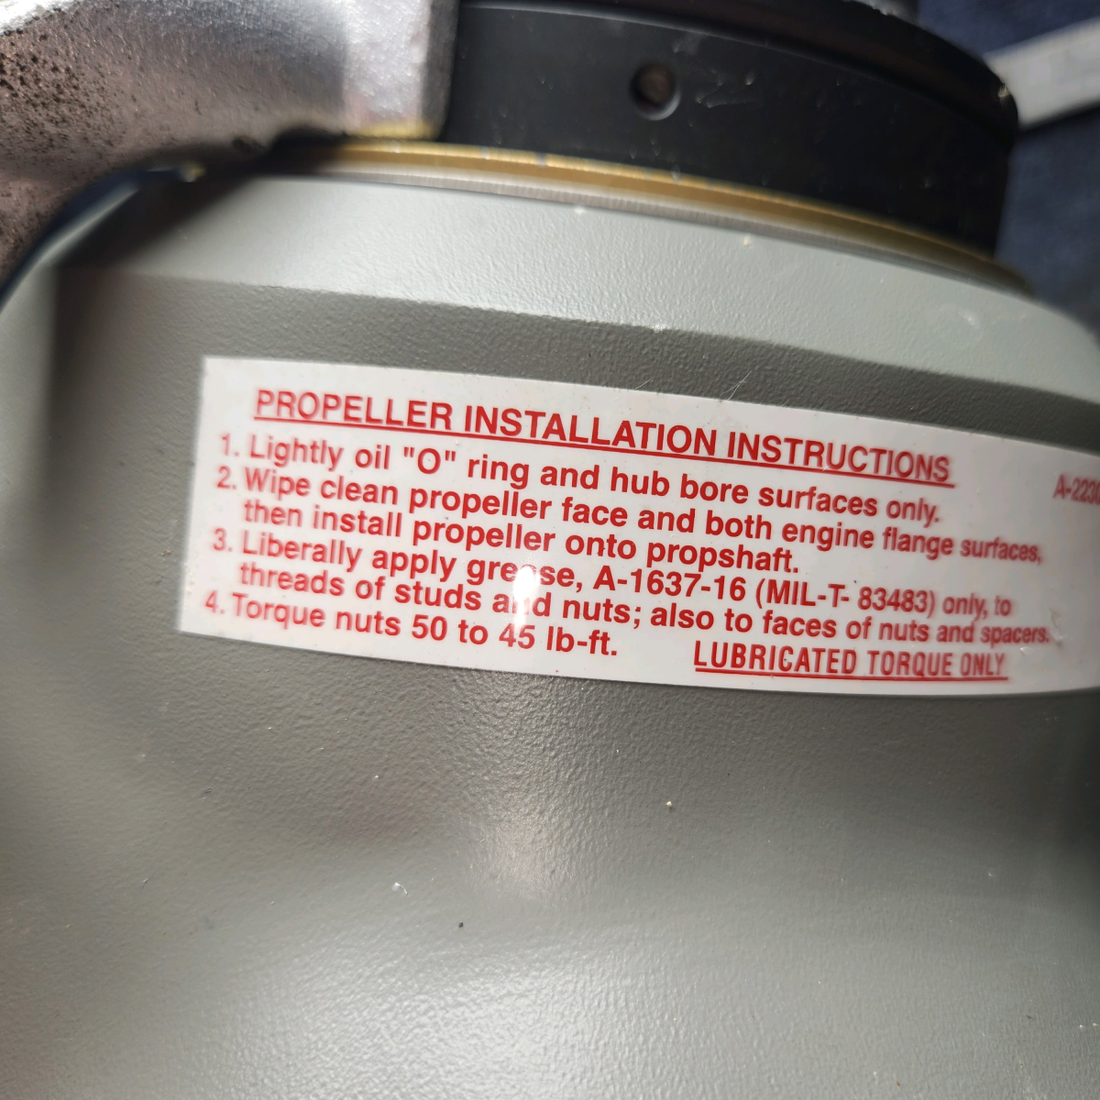 PROPELLER INSTALLATION INSTRUCTIONS
A-2230
1. Lightly oil "O" ring and hub bore surfaces only.
2. Wipe clean propeller face and both engine flange surfaces,
then install propeller onto propshaft.
3. Liberally apply grease, A-1637-16 (MIL-T- 83483) only, to
threads of studs and nuts; also to faces of nuts and spacers.
4. Torque nuts 50 to 45 lb-ft.
LUBRICATED TORQUE ONLY